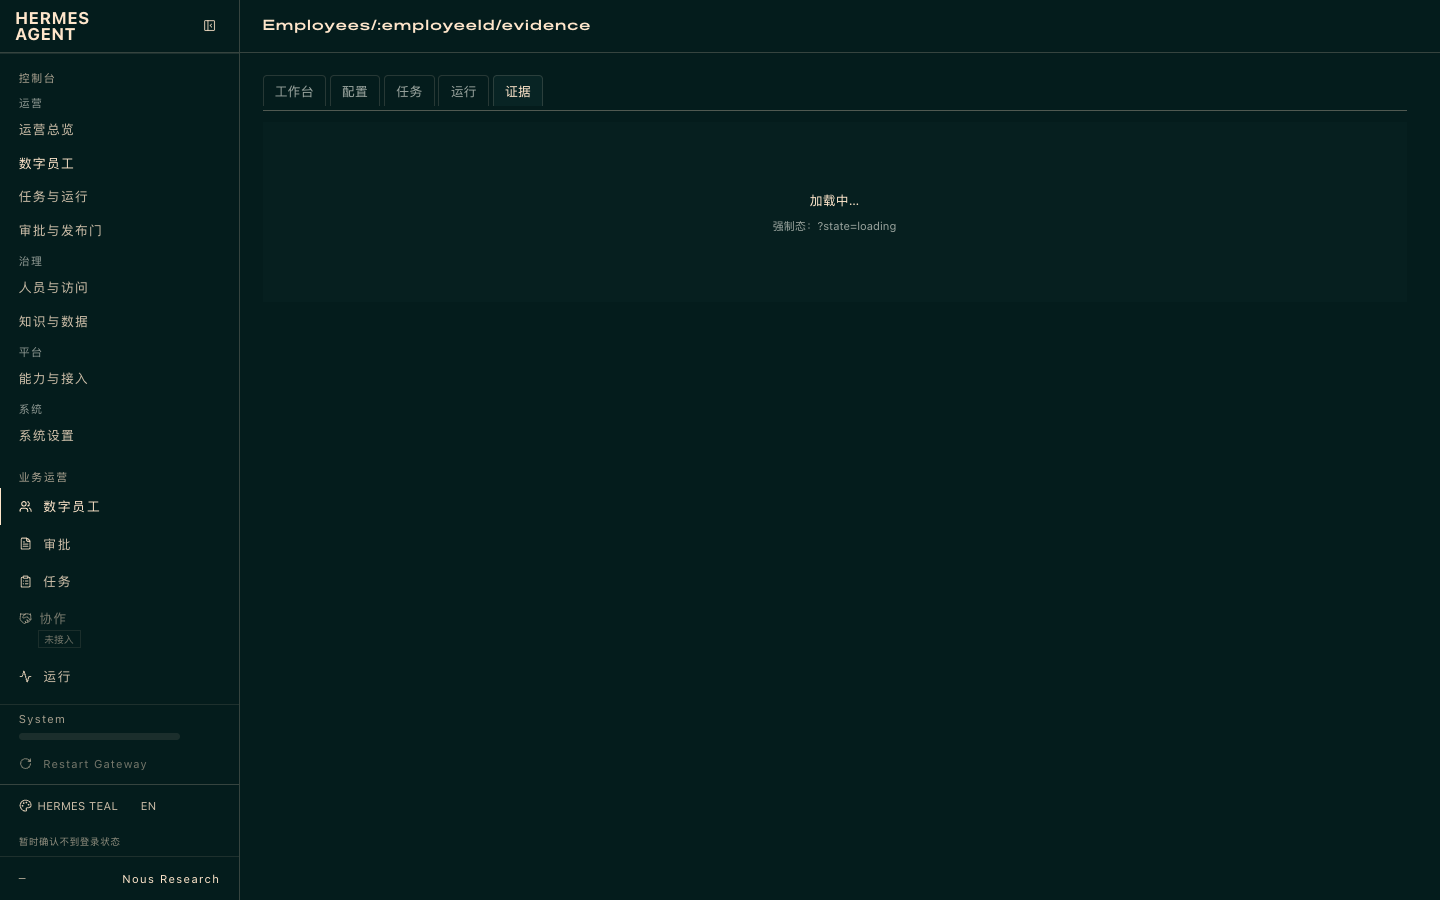 HERMES
AGENT
Employees/:employeeId/evidence
控制台
运营
运营总览
数字员工
任务与运行
审批与发布门
治理
人员与访问
知识与数据
平台
能力与接入
系统
系统设置
业务运营
数字员工
审批
任务
协作
未接入
运行
System
Restart Gateway
HERMES TEAL EN
暂时确认不到登录状态
— Nous Research
工作台 配置 任务 运行 证据
加载中…
强制态：?state=loading